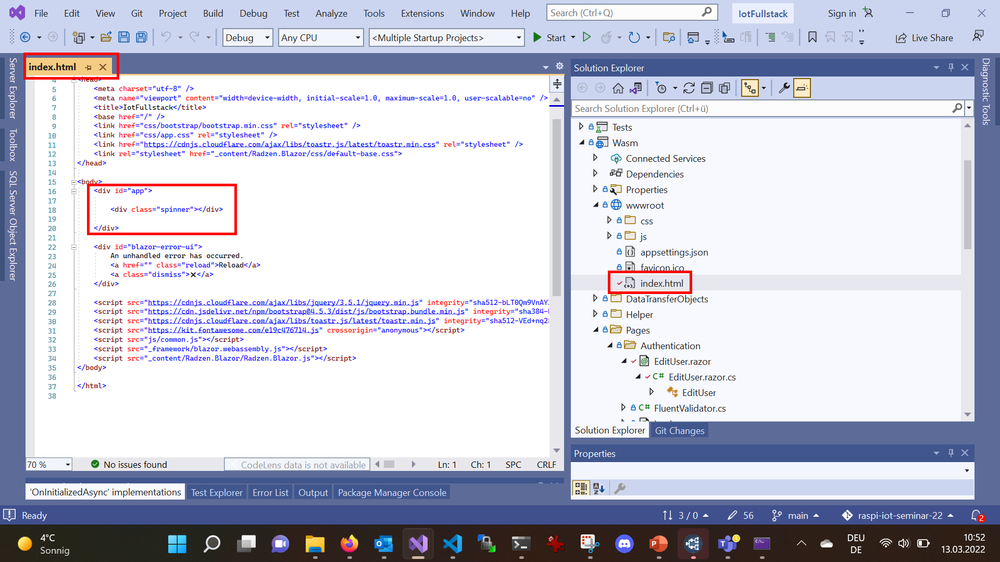 File Edit View Git Project Build Debug Test Analyze Tools Extensions Window Help Search (Ctrl+Q) IotFullstack Sign in
Debug Any CPU <Multiple Startup Projects> Start Live Share
Server Explorer
Toolbox
SQL Server Object Explorer
index.html
4 <head>
5 <meta charset="utf-8" />
6 <meta name="viewport" content="width=device-width, initial-scale=1.0, maximum-scale=1.0, user-scalable=no" />
7 <title>IotFullstack</title>
8 <base href="/" />
9 <link href="css/bootstrap/bootstrap.min.css" rel="stylesheet" />
10 <link href="css/app.css" rel="stylesheet" />
11 <link href="https://cdnjs.cloudflare.com/ajax/libs/toastr.js/latest/toastr.min.css" rel="stylesheet" />
12 <link rel="stylesheet" href="_content/Radzen.Blazor/css/default-base.css">
13 </head>
14
15 <body>
16 <div id="app">
17
18 <div class="spinner"></div>
19
20 </div>
21
22 <div id="blazor-error-ui">
23 An unhandled error has occurred.
24 <a href="" class="reload">Reload</a>
25 <a class="dismiss">🗙</a>
26 </div>
27
28 <script src="https://cdnjs.cloudflare.com/ajax/libs/jquery/3.5.1/jquery.min.js" integrity="sha512-bLT0Qm9VnAY
29 <script src="https://cdn.jsdelivr.net/npm/bootstrap@4.5.3/dist/js/bootstrap.bundle.min.js" integrity="sha384-
30 <script src="https://cdnjs.cloudflare.com/ajax/libs/toastr.js/latest/toastr.min.js" integrity="sha512-VEd+nq2
31 <script src="https://kit.fontawesome.com/e19c476714.js" crossorigin="anonymous"></script>
32 <script src="js/common.js"></script>
33 <script src="_framework/blazor.webassembly.js"></script>
34 <script src="_content/Radzen.Blazor/Radzen.Blazor.js"></script>
35 </body>
36
37 </html>
38
70 % No issues found CodeLens data is not available Ln: 1 Ch: 1 SPC CRLF
'OnInitializedAsync' implementations Test Explorer Error List Output Package Manager Console
Solution Explorer
Search Solution Explorer (Ctrl+ü)
Tests
Wasm
Connected Services
Dependencies
Properties
wwwroot
css
js
appsettings.json
favicon.ico
index.html
DataTransferObjects
Helper
Pages
Authentication
EditUser.razor
C# EditUser.razor.cs
EditUser
C# FluentValidator.cs
Solution Explorer Git Changes
Properties
Diagnostic Tools
Ready 3 / 0 56 main raspi-iot-seminar-22 2
4°C
Sonnig
DEU
DE
10:52
13.03.2022